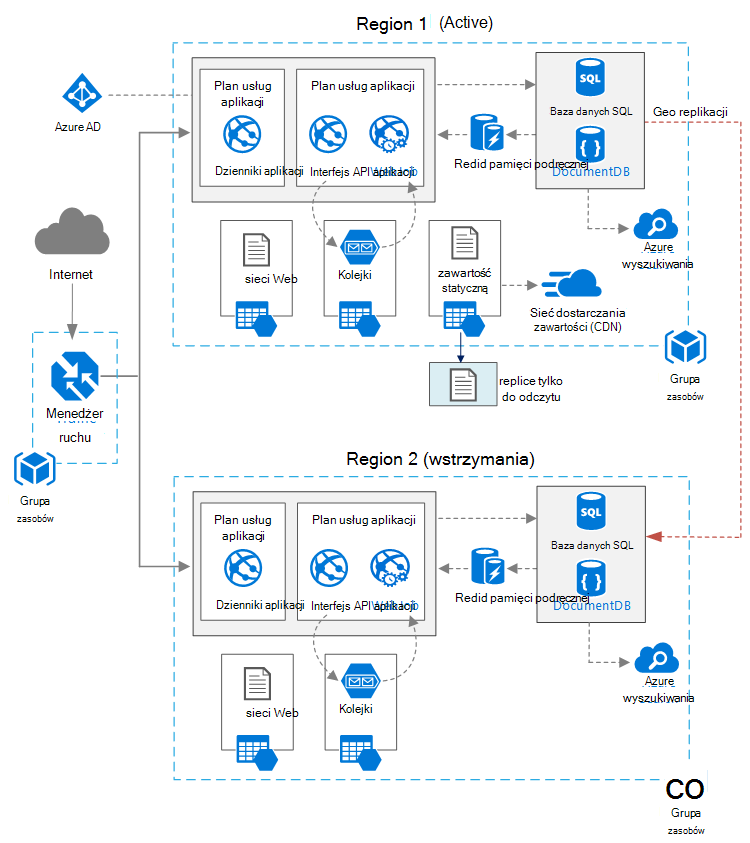 Region 1 (Active)
Plan usług
aplikacji
Plan usługi aplikacji
SQL
Baza danych SQL
Geo replikacji
Azure AD
Dzienniki aplikacji
Interfejs API aplikacji
Redid pamięci podręcznej
DocumentDB
Internet
sieci Web
Kolejki
zawartość
statyczną
Azure
wyszukiwania
Sieć dostarczania
zawartości (CDN)
Grupa
zasobów
replice tylko
do odczytu
Menedżer
ruchu
Grupa
zasobów
Region 2 (wstrzymania)
Plan usług
aplikacji
Plan usługi aplikacji
SQL
Baza danych SQL
Dzienniki aplikacji
Interfejs API aplikacji
Redid pamięci podręcznej
DocumentDB
sieci Web
Kolejki
Azure
wyszukiwania
CO
Grupa
zasobów